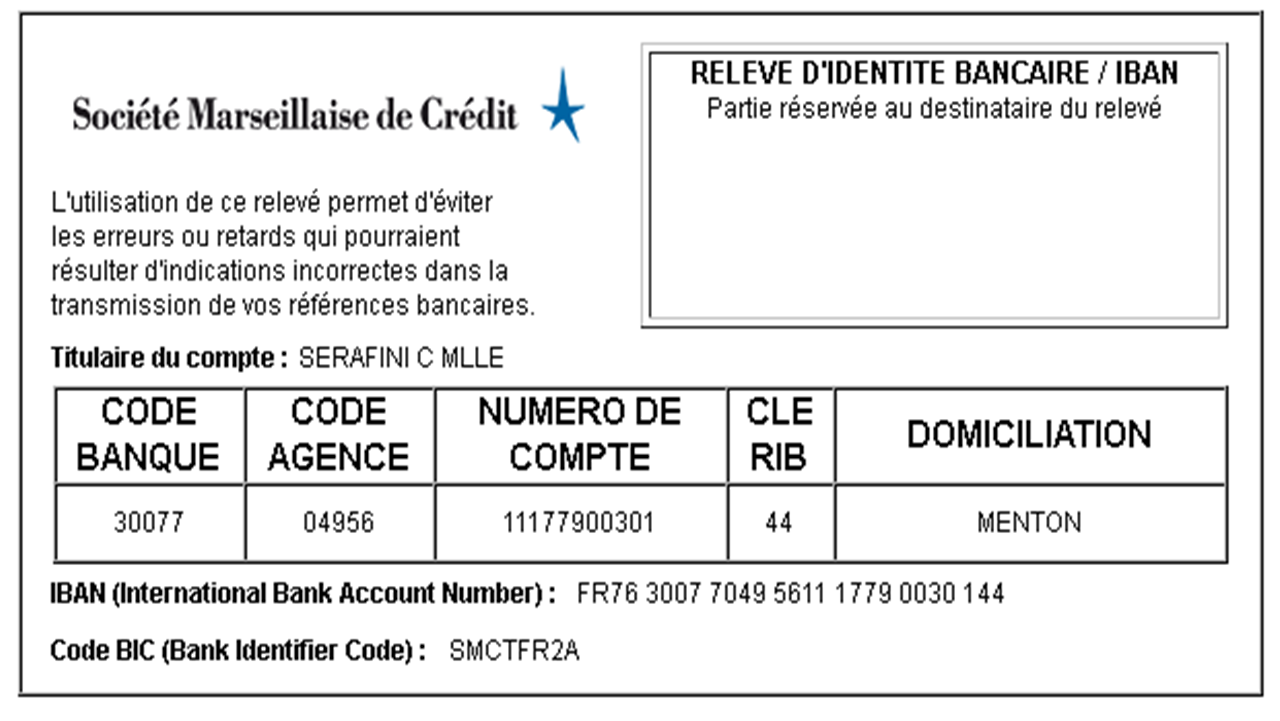 Société Marseillaise de Crédit
RELEVE D'IDENTITE BANCAIRE / IBAN
Partie réservée au destinataire du relevé
L'utilisation de ce relevé permet d'éviter
les erreurs ou retards qui pourraient
résulter d'indications incorrectes dans la
transmission de vos références bancaires.
Titulaire du compte : SERAFINI C MLLE
CODE BANQUE CODE AGENCE NUMERO DE COMPTE CLE RIB DOMICILIATION
30077 04956 11177900301 44 MENTON
IBAN (International Bank Account Number) : FR76 3007 7049 5611 1779 0030 144
Code BIC (Bank Identifier Code) : SMCTFR2A